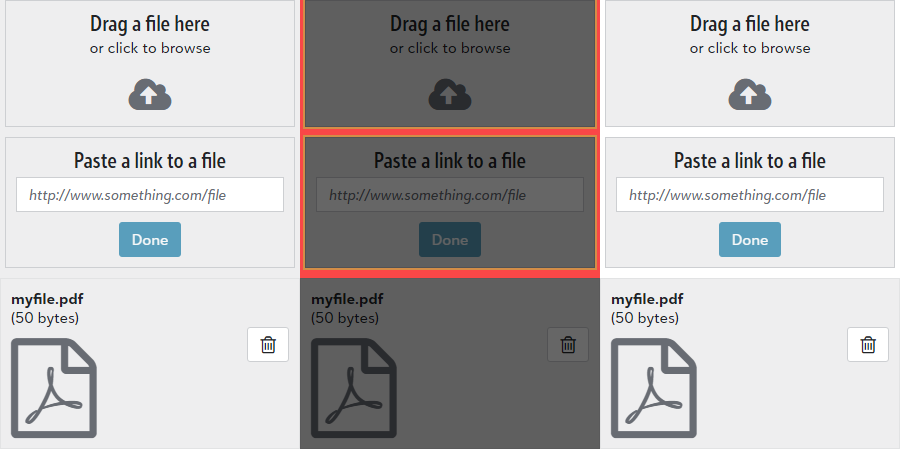 Drag a file here
or click to browse
Paste a link to a file
http://www.something.com/file
Done
myfile.pdf
(50 bytes)
Drag a file here
or click to browse
Paste a link to a file
http://www.something.com/file
Done
myfile.pdf
(50 bytes)
Drag a file here
or click to browse
Paste a link to a file
http://www.something.com/file
Done
myfile.pdf
(50 bytes)